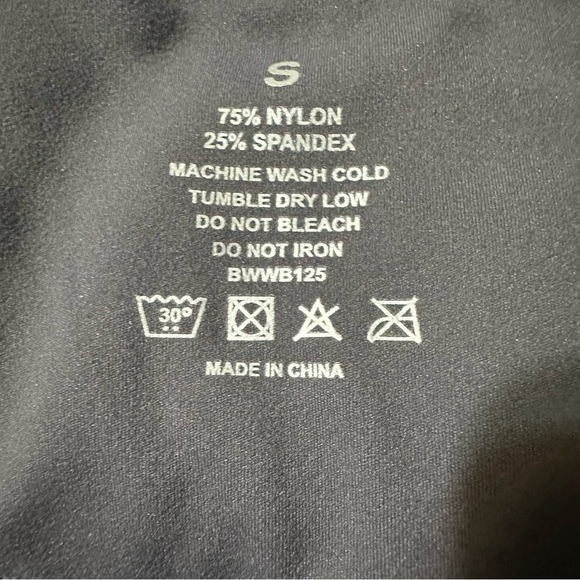 S
75% NYLON
25% SPANDEX
MACHINE WASH COLD
TUMBLE DRY LOW
DO NOT BLEACH
DO NOT IRON
BWWB125
30°
MADE IN CHINA